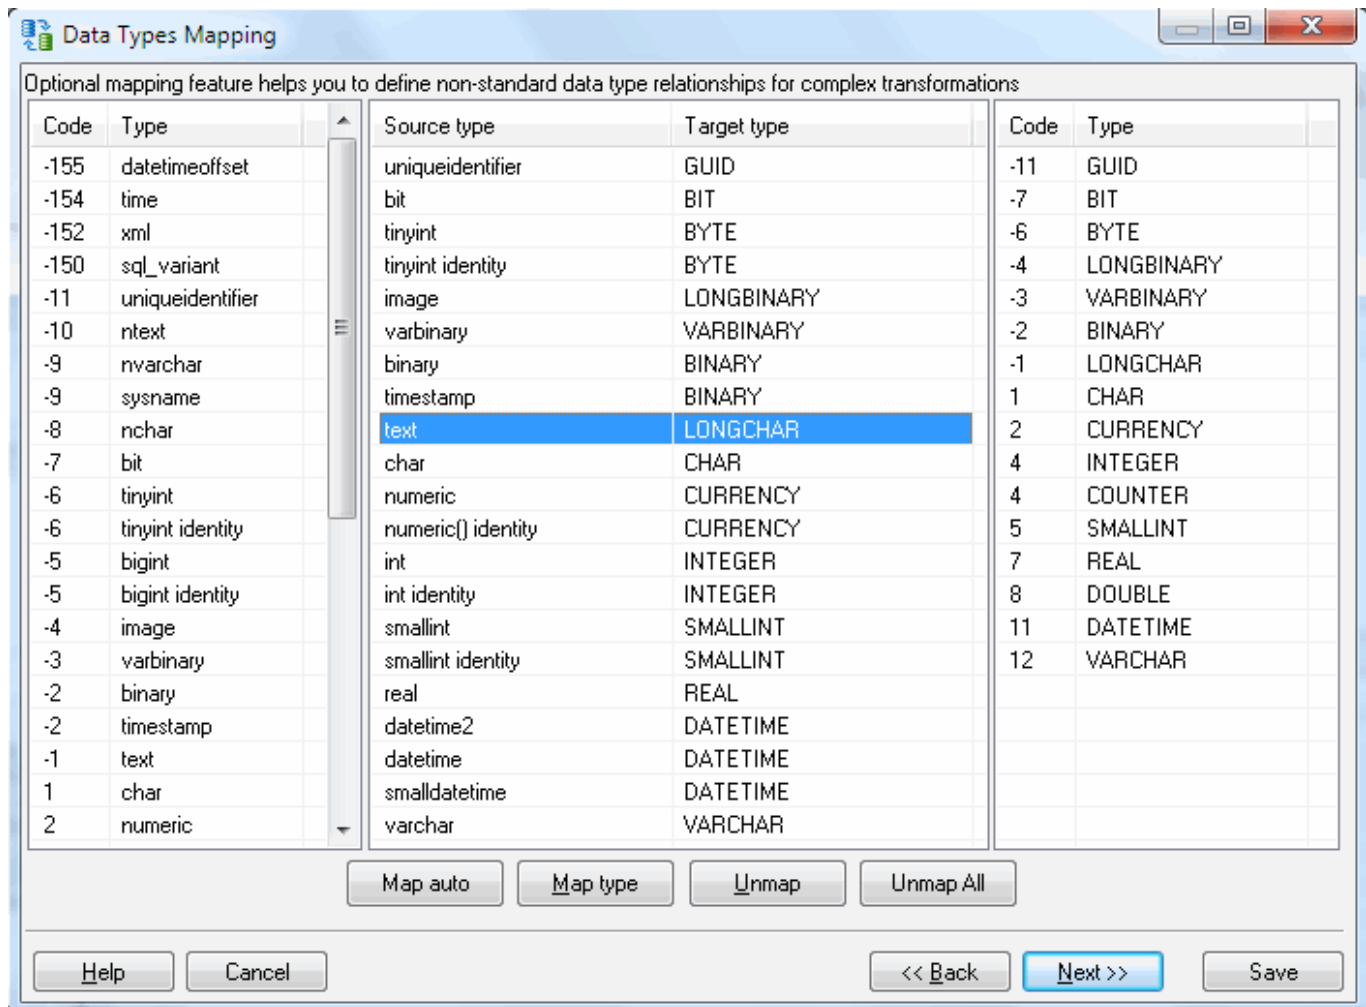 Data Types Mapping
Optional mapping feature helps you to define non-standard data type relationships for complex transformations
Code Type
-155 datetimeoffset
-154 time
-152 xml
-150 sql_variant
-11 uniqueidentifier
-10 ntext
-9 nvarchar
-9 sysname
-8 nchar
-7 bit
-6 tinyint
-6 tinyint identity
-5 bigint
-5 bigint identity
-4 image
-3 varbinary
-2 binary
-2 timestamp
-1 text
1 char
2 numeric
Source type Target type
uniqueidentifier GUID
bit BIT
tinyint BYTE
tinyint identity BYTE
image LONGBINARY
varbinary VARBINARY
binary BINARY
timestamp BINARY
text LONGCHAR
char CHAR
numeric CURRENCY
numeric() identity CURRENCY
int INTEGER
int identity INTEGER
smallint SMALLINT
smallint identity SMALLINT
real REAL
datetime2 DATETIME
datetime DATETIME
smalldatetime DATETIME
varchar VARCHAR
Code Type
-11 GUID
-7 BIT
-6 BYTE
-4 LONGBINARY
-3 VARBINARY
-2 BINARY
-1 LONGCHAR
1 CHAR
2 CURRENCY
4 INTEGER
4 COUNTER
5 SMALLINT
7 REAL
8 DOUBLE
11 DATETIME
12 VARCHAR
Map auto Map type Unmap Unmap All
Help Cancel << Back Next >> Save